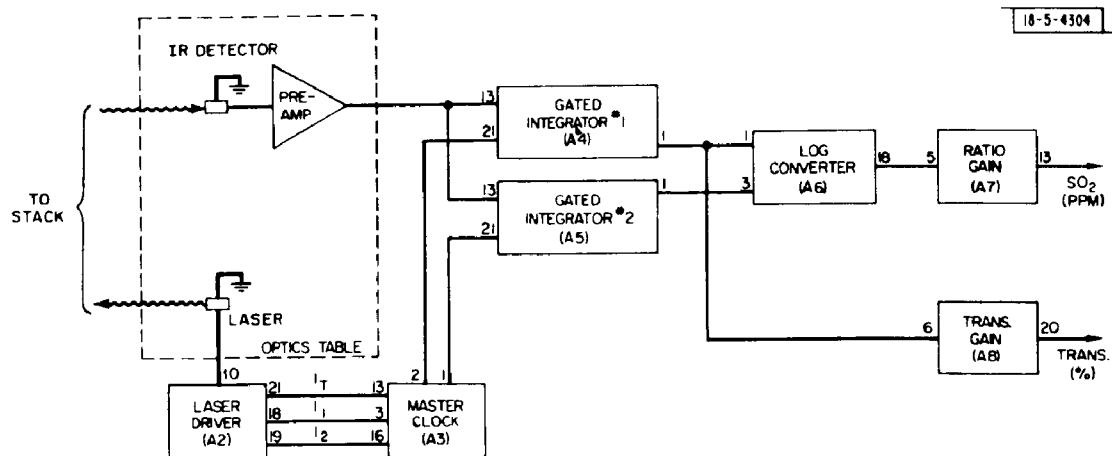 18-5-4304
IR DETECTOR
PRE-
AMP
TO
STACK
LASER
OPTICS TABLE
13
21
GATED
INTEGRATOR #1
(A4)
1
13
21
GATED
INTEGRATOR #2
(A5)
1
1
3
LOG
CONVERTER
(A6)
18
5
RATIO
GAIN
(A7)
13
SO2
(PPM)
6
TRANS.
GAIN
(A8)
20
TRANS.
(%)
10
LASER
DRIVER
(A2)
21
IT
13
18
I1
3
19
I2
16
2
1
MASTER
CLOCK
(A3)